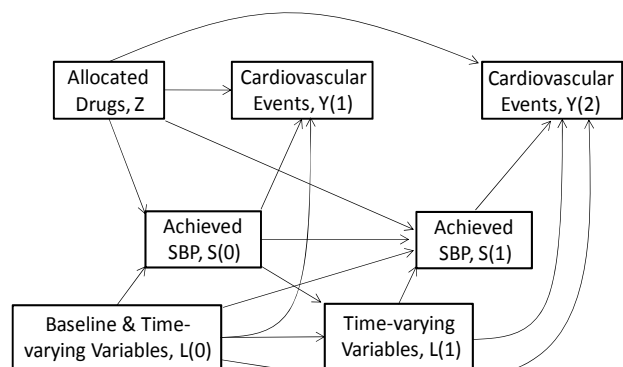 Allocated
Drugs, Z
Cardiovascular
Events, Y(1)
Cardiovascular
Events, Y(2)
Achieved
SBP, S(0)
Achieved
SBP, S(1)
Baseline & Time-
varying Variables, L(0)
Time-varying
Variables, L(1)